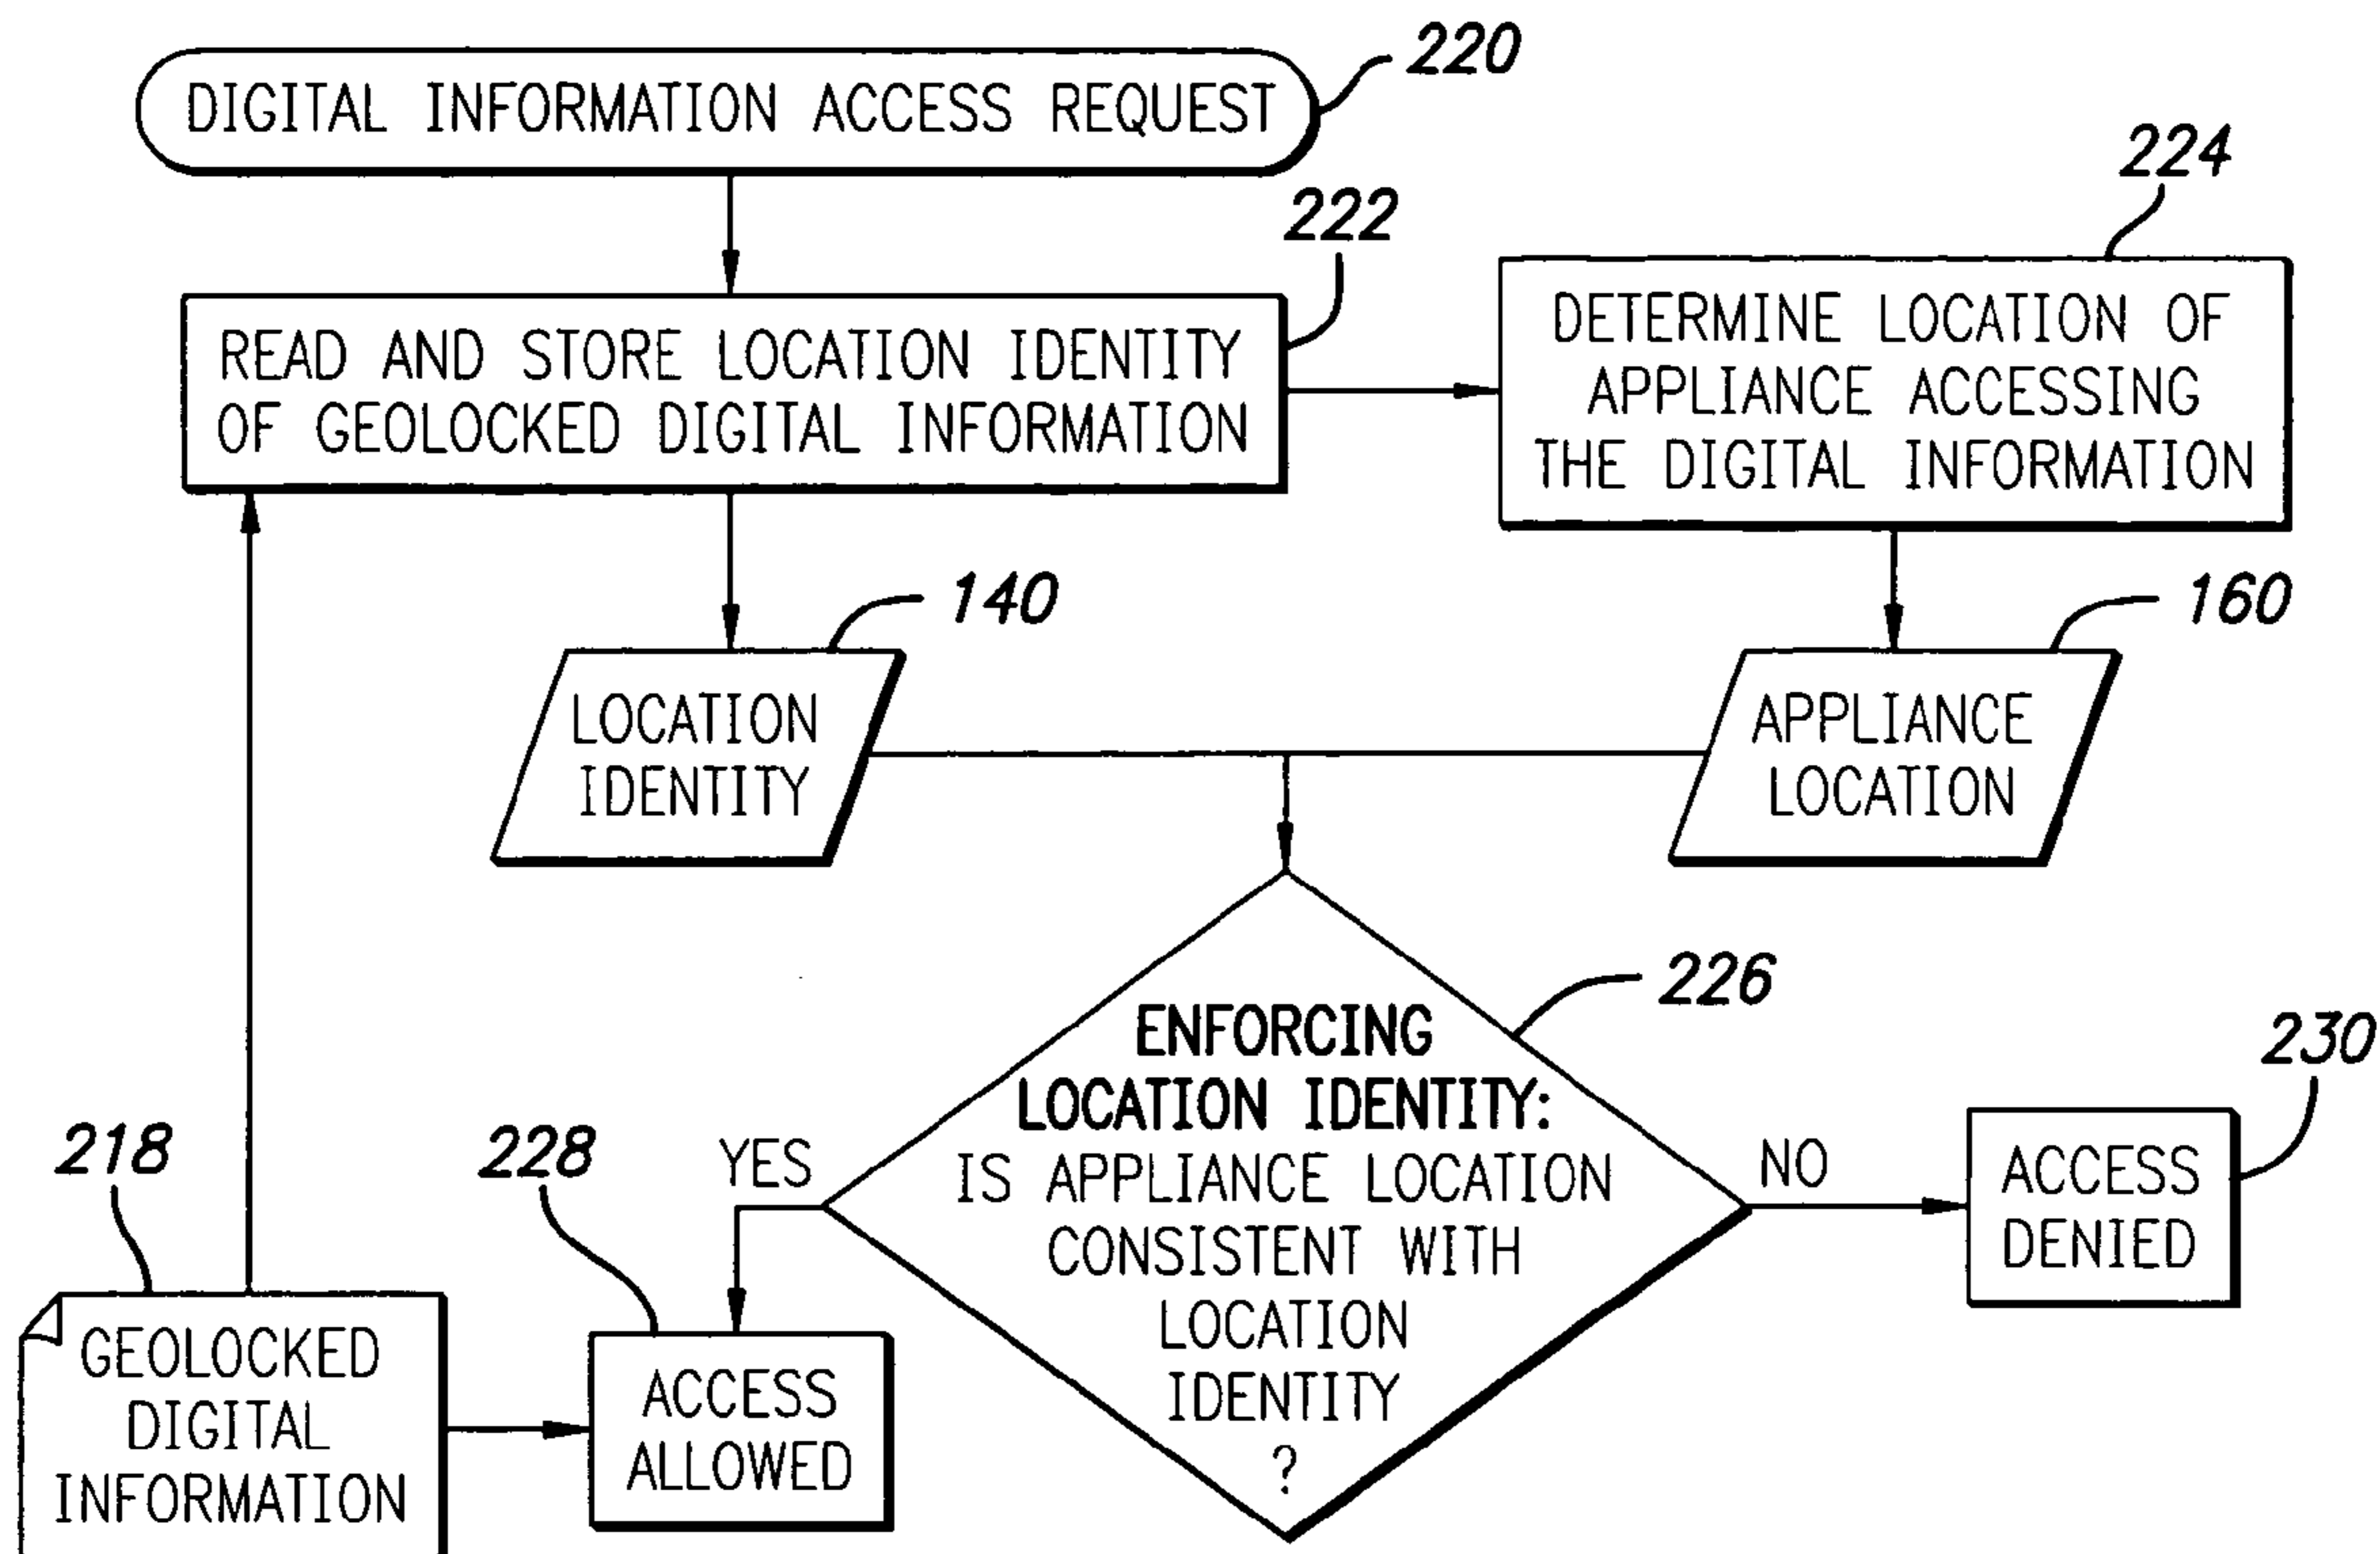 220
DIGITAL INFORMATION ACCESS REQUEST
224
222
READ AND STORE LOCATION IDENTITY
OF GEOLOCKED DIGITAL INFORMATION
DETERMINE LOCATION OF
APPLIANCE ACCESSING
THE DIGITAL INFORMATION
140
160
LOCATION
IDENTITY
APPLIANCE
LOCATION
226
ENFORCING
LOCATION IDENTITY:
IS APPLIANCE LOCATION
CONSISTENT WITH
LOCATION
IDENTITY
?
230
NO
ACCESS
DENIED
YES
228
ACCESS
ALLOWED
218
GEOLOCKED
DIGITAL
INFORMATION